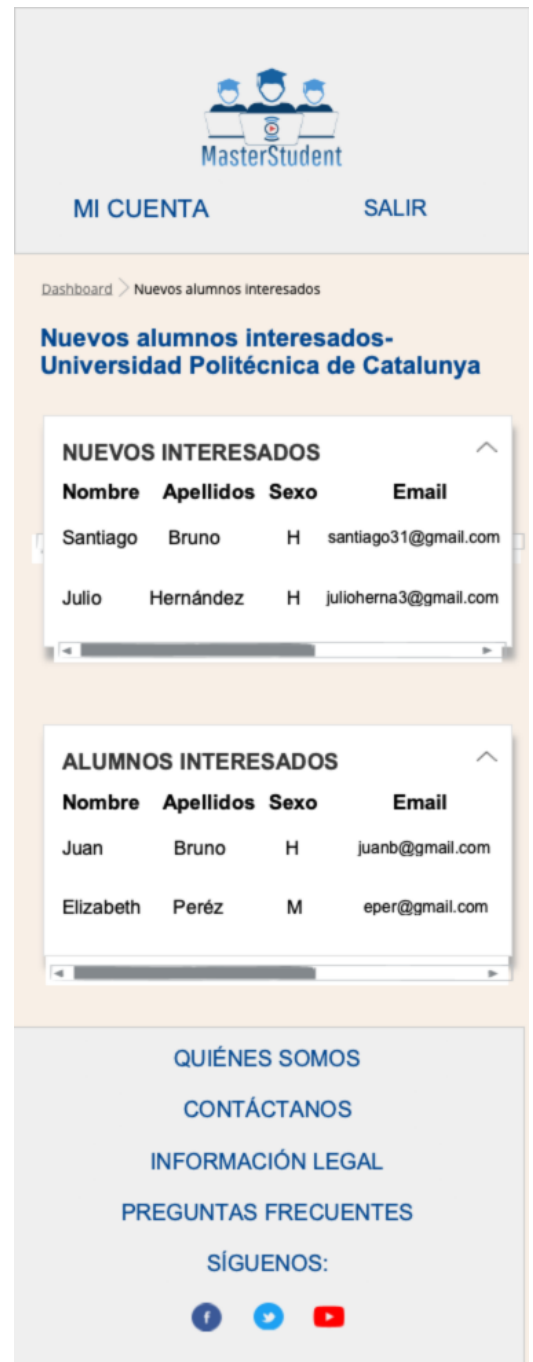 MasterStudent
MI CUENTA SALIR
Dashboard > Nuevos alumnos interesados
Nuevos alumnos interesados-
Universidad Politécnica de Catalunya
NUEVOS INTERESADOS
Nombre Apellidos Sexo Email
Santiago Bruno H santiago31@gmail.com
Julio Hernández H julioherna3@gmail.com
ALUMNOS INTERESADOS
Nombre Apellidos Sexo Email
Juan Bruno H juanb@gmail.com
Elizabeth Peréz M eper@gmail.com
QUIÉNES SOMOS
CONTÁCTANOS
INFORMACIÓN LEGAL
PREGUNTAS FRECUENTES
SÍGUENOS: